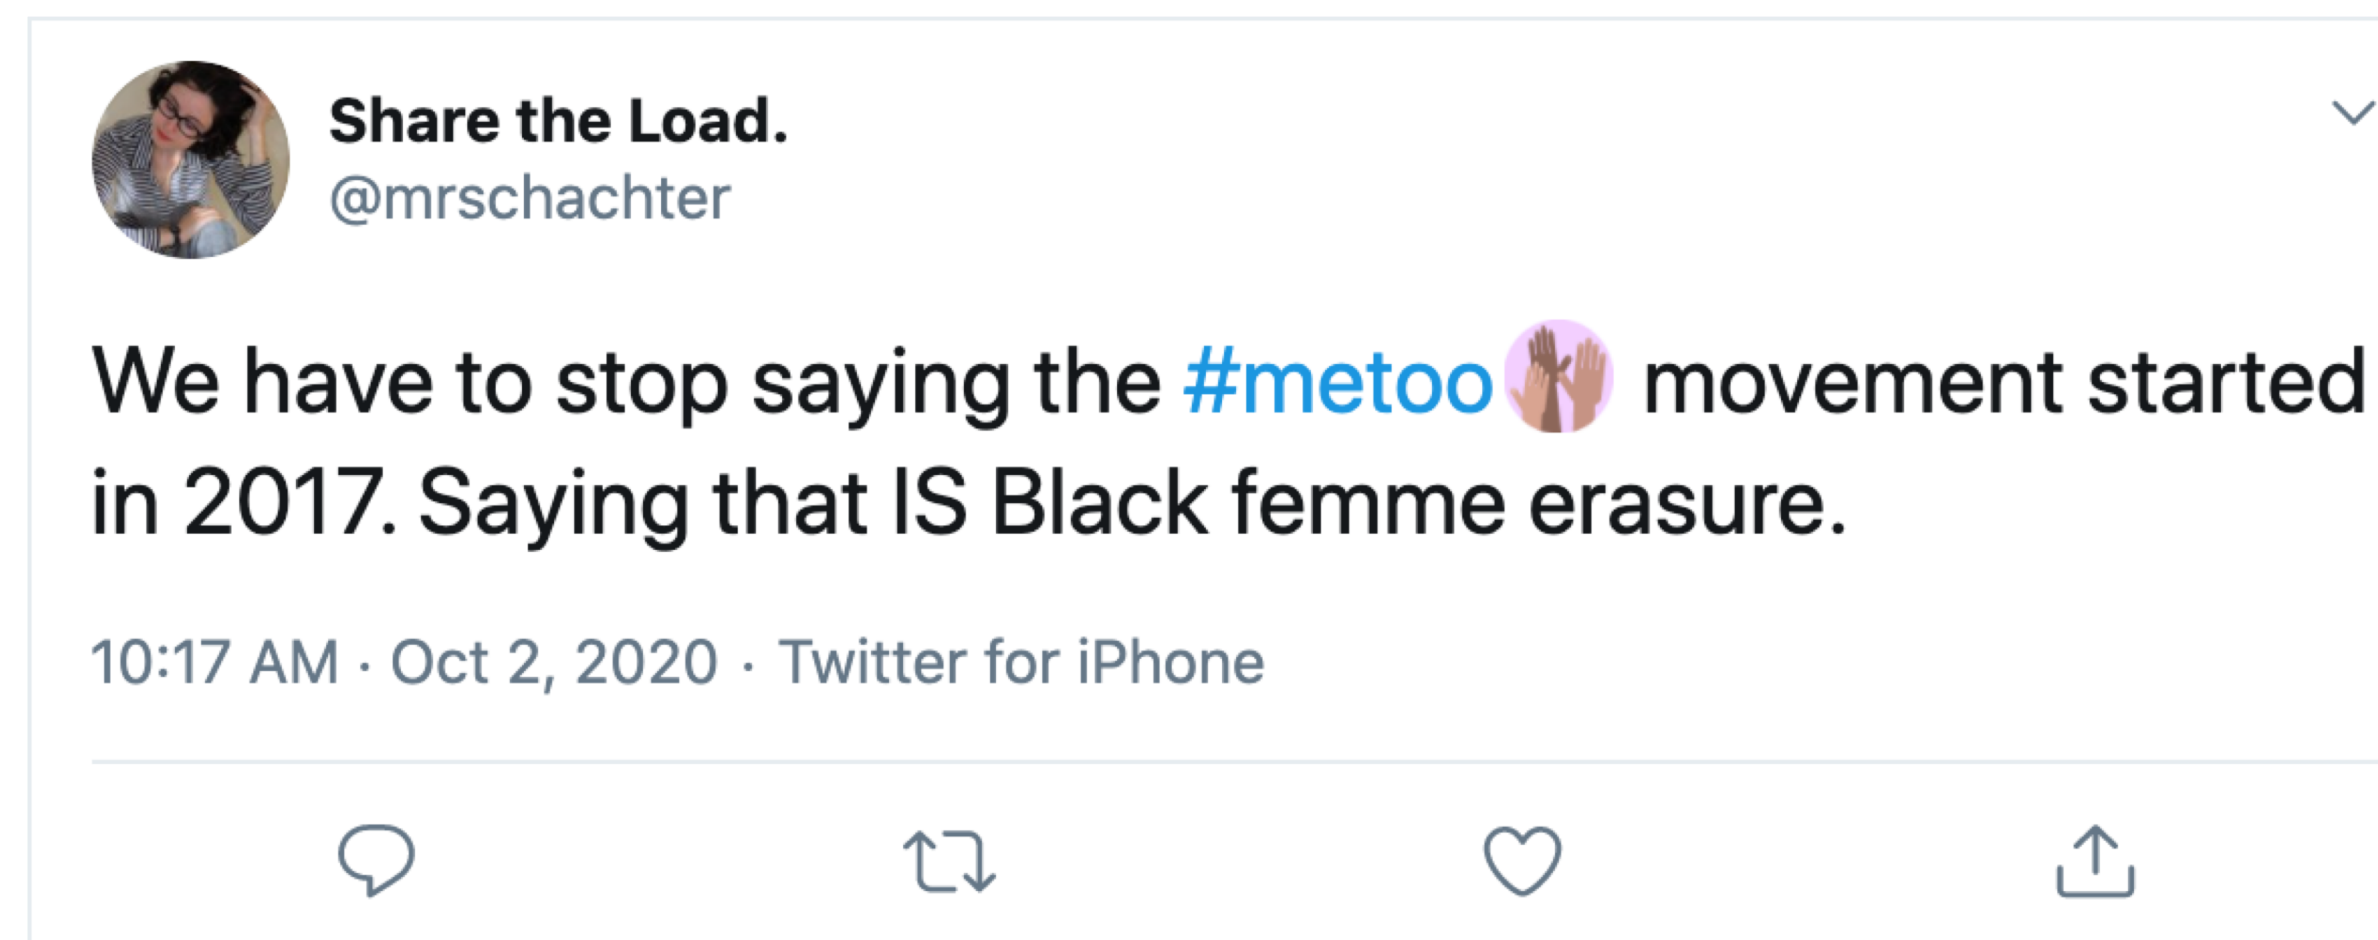 Share the Load.
@mrschachter
We have to stop saying the #metoo movement started
in 2017. Saying that IS Black femme erasure.
10:17 AM · Oct 2, 2020 · Twitter for iPhone